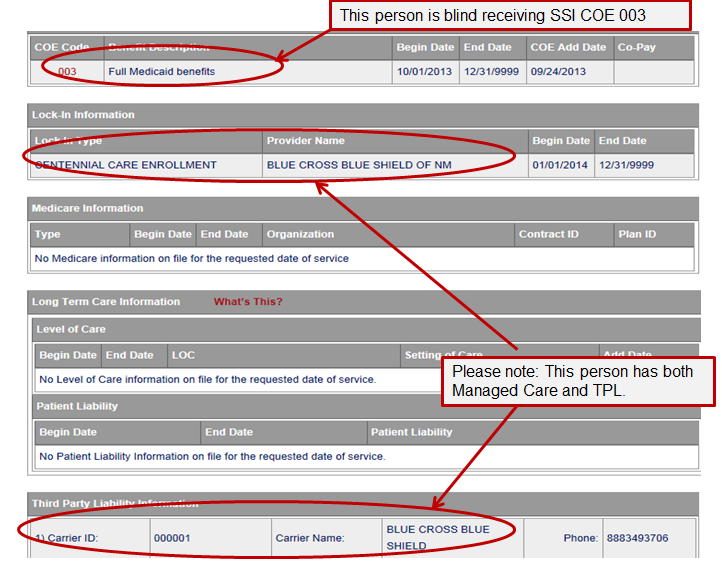 This person is blind receiving SSI COE 003
COE Code Benefit Description Begin Date End Date COE Add Date Co-Pay
003 Full Medicaid benefits 10/01/2013 12/31/9999 09/24/2013
Lock-In Information
Lock-In Type Provider Name Begin Date End Date
CENTENNIAL CARE ENROLLMENT BLUE CROSS BLUE SHIELD OF NM 01/01/2014 12/31/9999
Medicare Information
Type Begin Date End Date Organization Contract ID Plan ID
No Medicare information on file for the requested date of service
Long Term Care Information What's This?
Level of Care
Begin Date End Date LOC Setting of Care Add Date
No Level of Care information on file for the requested date of service.
Please note: This person has both
Managed Care and TPL.
Patient Liability
Begin Date End Date Patient Liability
No Patient Liability Information on file for the requested date of service.
Third Party Liability Information
1) Carrier ID: 000001 Carrier Name: BLUE CROSS BLUE
SHIELD Phone: 8883493706